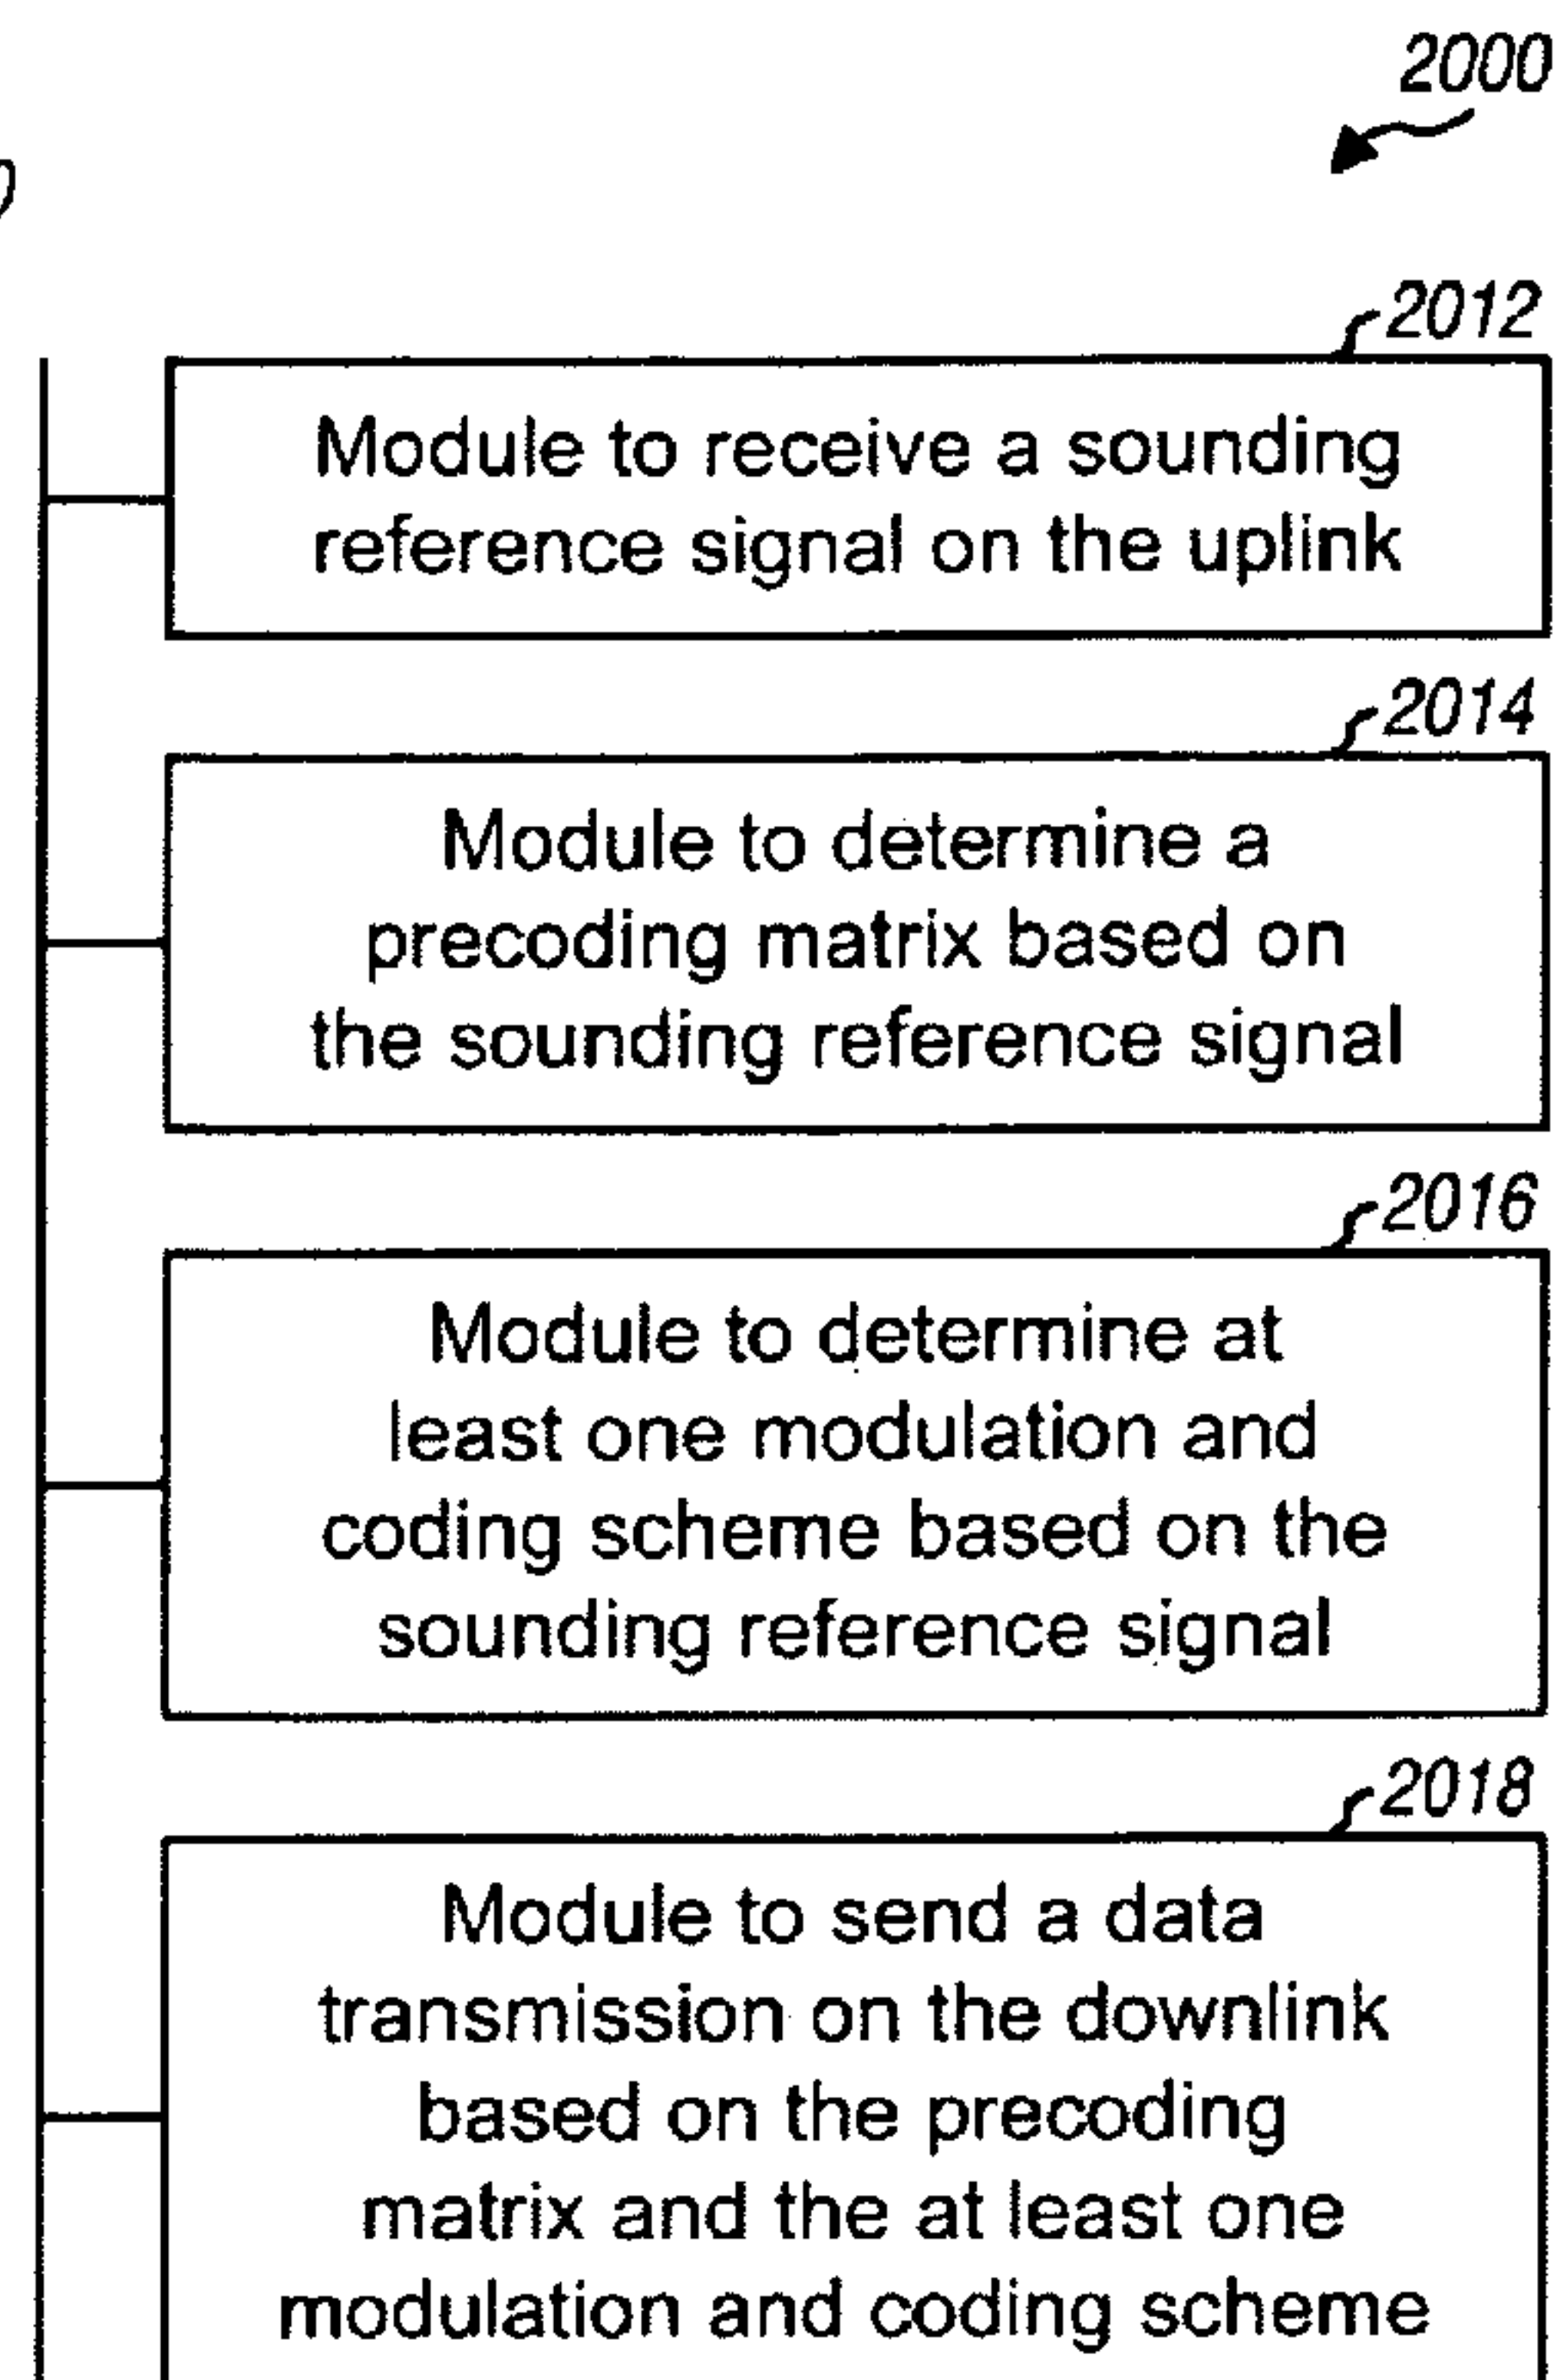 2000
2012
Module to receive a sounding
reference signal on the uplink
2014
Module to determine a
precoding matrix based on
the sounding reference signal
2016
Module to determine at
least one modulation and
coding scheme based on the
sounding reference signal
2018
Module to send a data
transmission on the downlink
based on the precoding
matrix and the at least one
modulation and coding scheme